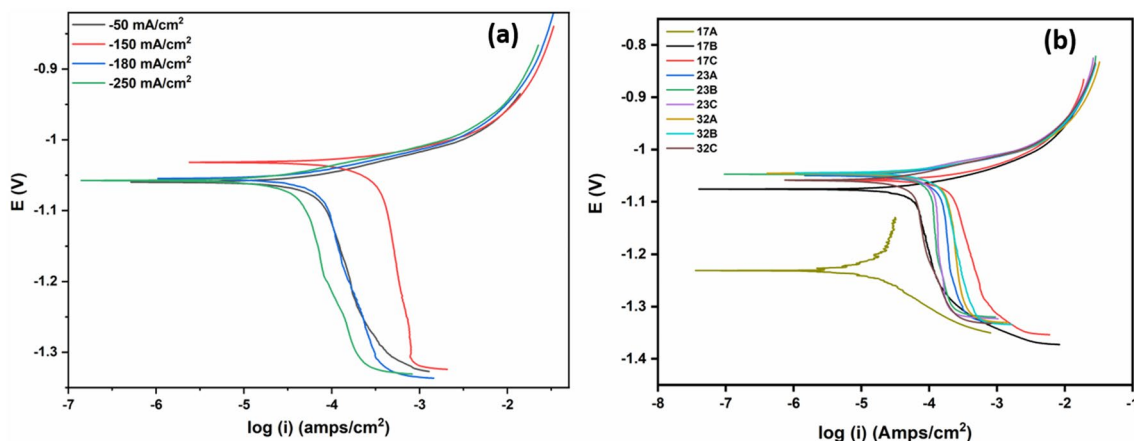 (a)
-50 mA/cm²
-150 mA/cm²
-180 mA/cm²
-250 mA/cm²
E (V)
-0.9
-1
-1.1
-1.2
-1.3
-7 -6 -5 -4 -3 -2
log (i) (amps/cm²)
(b)
17A
17B
17C
23A
23B
23C
32A
32B
32C
E (V)
-0.8
-0.9
-1
-1.1
-1.2
-1.3
-1.4
-8 -7 -6 -5 -4 -3 -2 -1
log (i) (Amps/cm²)